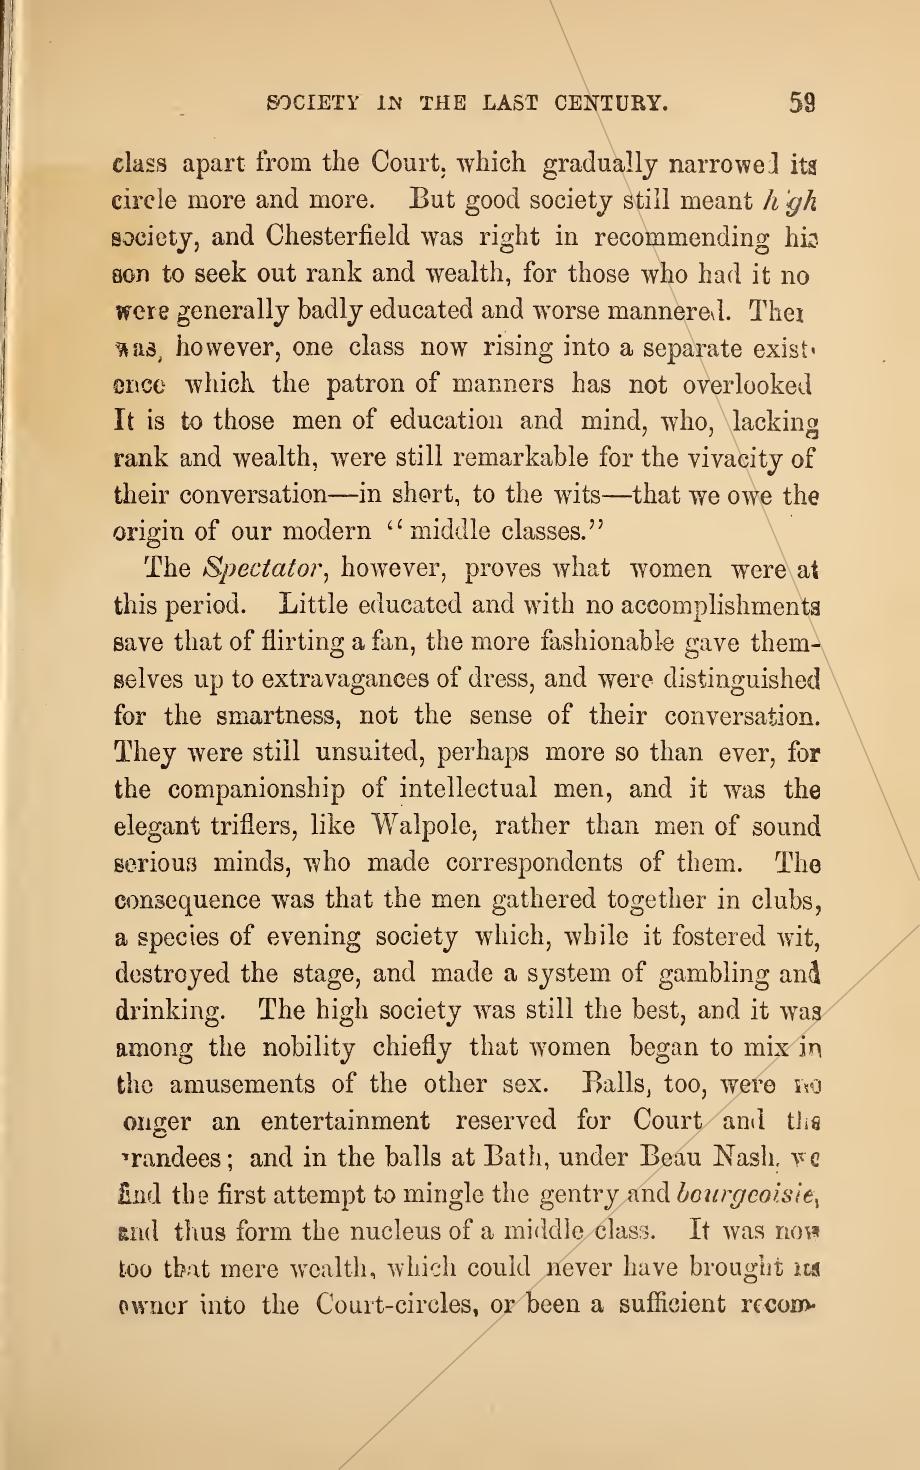 SOCIETY IN THE LAST CENTURY. 59
class apart from the Court, which gradually narrowed its
circle more and more. But good society still meant high
society, and Chesterfield was right in recommending his
son to seek out rank and wealth, for those who had it no
were generally badly educated and worse mannered. Ther
was, however, one class now rising into a separate exist-
ence which the patron of manners has not overlooked
It is to those men of education and mind, who, lacking
rank and wealth, were still remarkable for the vivacity of
their conversation—in short, to the wits—that we owe the
origin of our modern “middle classes.”
The Spectator, however, proves what women were at
this period. Little educated and with no accomplishments
save that of flirting a fan, the more fashionable gave them-
selves up to extravagances of dress, and were distinguished
for the smartness, not the sense of their conversation.
They were still unsuited, perhaps more so than ever, for
the companionship of intellectual men, and it was the
elegant triflers, like Walpole, rather than men of sound
serious minds, who made correspondents of them. The
consequence was that the men gathered together in clubs,
a species of evening society which, while it fostered wit,
destroyed the stage, and made a system of gambling and
drinking. The high society was still the best, and it was
among the nobility chiefly that women began to mix in
the amusements of the other sex. Balls, too, were no
onger an entertainment reserved for Court and the
randees; and in the balls at Bath, under Beau Nash, we
find the first attempt to mingle the gentry and bourgeoisie,
and thus form the nucleus of a middle class. It was now
too that mere wealth, which could never have brought its
owner into the Court-circles, or been a sufficient recom-